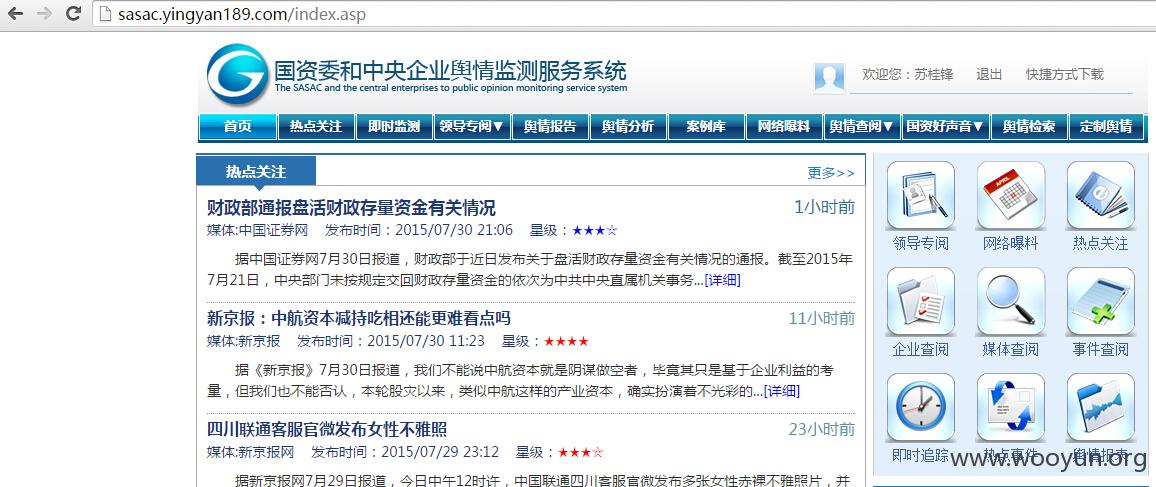 sasac.yingyan189.com/index.asp
国资委和中央企业舆情监测服务系统
The SASAC and the central enterprises to public opinion monitoring service system
欢迎您：苏桂锋 退出 快捷方式下载
首页 热点关注 即时监测 领导专阅▼ 舆情报告 舆情分析 案例库 网络曝料 舆情查阅▼ 国资好声音▼ 舆情检索 定制舆情
热点关注 更多>>
财政部通报盘活财政存量资金有关情况 1小时前
媒体:中国证券网 发布时间：2015/07/30 21:06 星级：★★★☆
据中国证券网7月30日报道，财政部于近日发布关于盘活财政存量资金有关情况的通报。截至2015年
7月21日，中央部门未按规定交回财政存量资金的依次为中共中央直属机关事务...[详细]
新京报：中航资本减持吃相还能更难看点吗 11小时前
媒体:新京报 发布时间：2015/07/30 11:23 星级：★★★★
据《新京报》7月30日报道，我们不能说中航资本就是阴谋做空者，毕竟其只是基于企业利益的考
量，但我们也不能否认，本轮股灾以来，类似中航这样的产业资本，确实扮演着不光彩的...[详细]
四川联通客服官微发布女性不雅照 23小时前
媒体:新京报网 发布时间：2015/07/29 23:12 星级：★★★☆
据新京报网7月29日报道，今日中午12时许，中国联通四川客服官微发布多张女性赤裸不雅照片，并
领导专阅 网络曝料 热点关注
企业查阅 媒体查阅 事件查阅
即时追踪 热点事件 舆情报表
www.wooyun.org